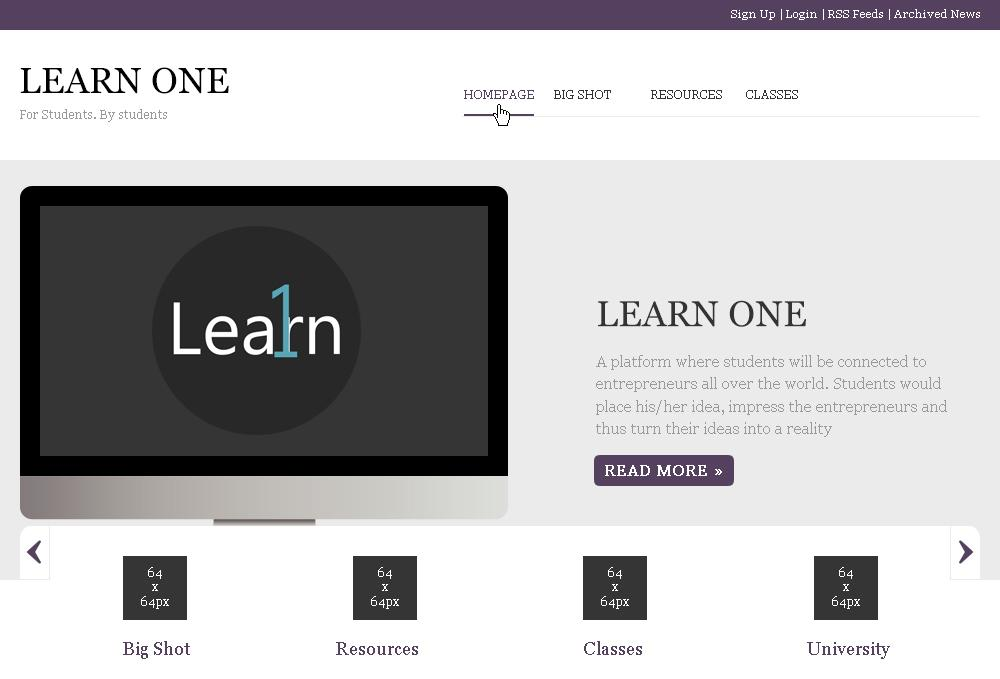 Sign Up | Login | RSS Feeds | Archived News
LEARN ONE
For Students. By students
HOMEPAGE BIG SHOT RESOURCES CLASSES
Learn
1
LEARN ONE
A platform where students will be connected to
entrepreneurs all over the world. Students would
place his/her idea, impress the entrepreneurs and
thus turn their ideas into a reality
READ MORE »
64
x
64px
64
x
64px
64
x
64px
64
x
64px
Big Shot Resources Classes University